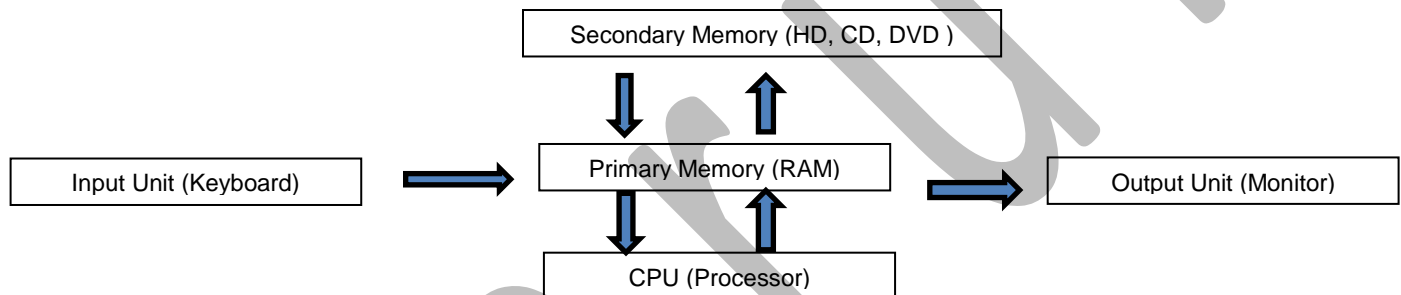 Secondary Memory (HD, CD, DVD )
Primary Memory (RAM)
Input Unit (Keyboard)
Output Unit (Monitor)
CPU (Processor)